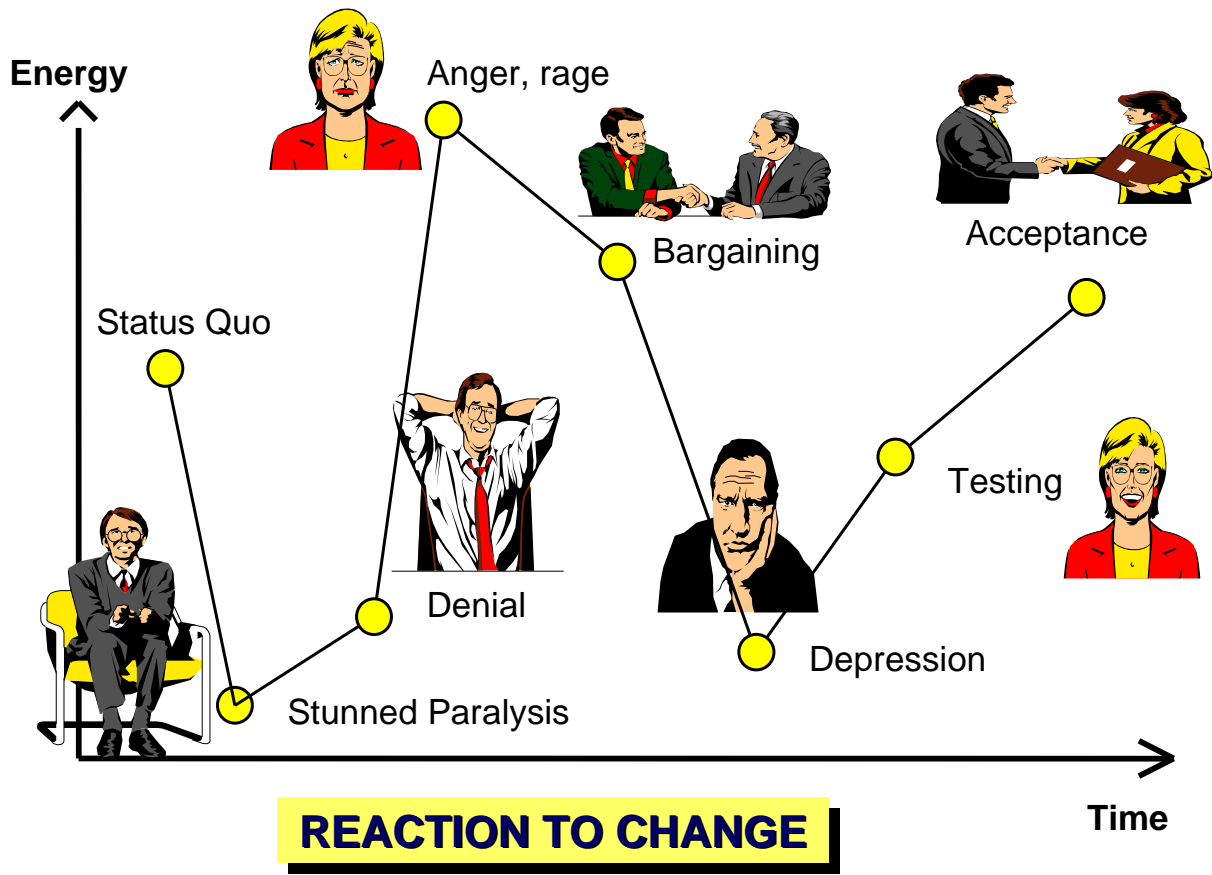 Energy
Anger, rage
Bargaining
Acceptance
Status Quo
Testing
Denial
Depression
Stunned Paralysis
Time
REACTION TO CHANGE